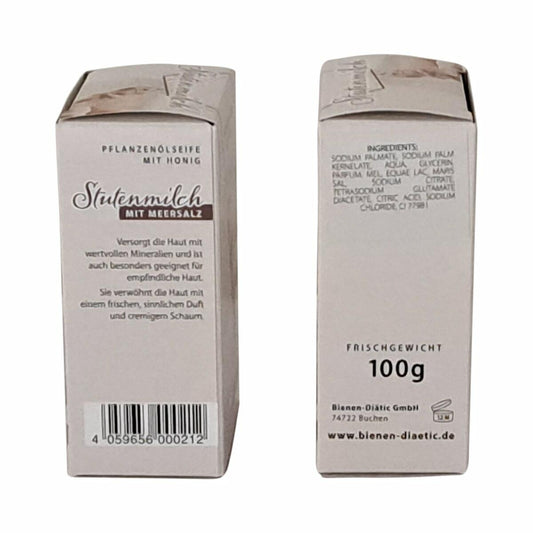 Stutenmilch
PFLANZENÖLSEIFE
MIT HONIG
Stutenmilch
MIT MEERSALZ
Versorgt die Haut mit
wertvollen Mineralien und ist
auch besonders geeignet für
empfindliche Haut.
Sie verwöhnt die Haut mit
einem frischen, sinnlichen Duft
und cremigem Schaum.
4 059656 000212
Stutenmilch
INGREDIENTS:
SODIUM PALMATE, SODIUM PALM
KERNELATE, AQUA, GLYCERIN,
PARFUM, MEL, EQUAE LAC, MARIS
SAL, SODIUM CITRATE,
TETRASODIUM GLUTAMATE
DIACETATE, CITRIC ACID, SODIUM
CHLORIDE, CI 77981
FRISCHGEWICHT
100g
Bienen-Diätic GmbH
74722 Buchen
12 M
www.bienen-diaetic.de